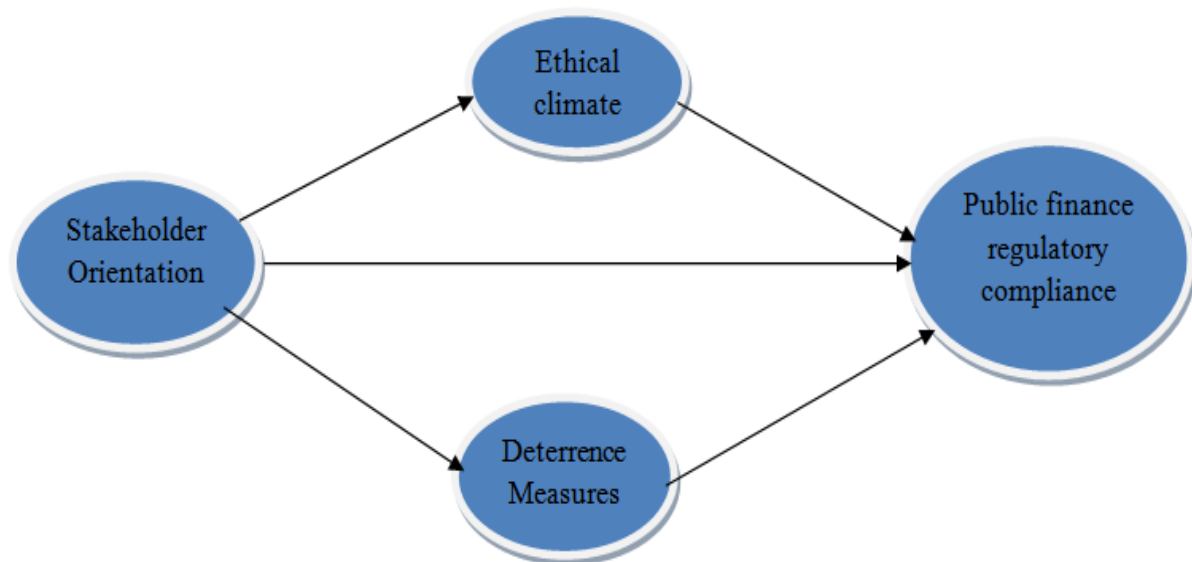 Ethical
climate
Stakeholder
Orientation
Public finance
regulatory
compliance
Deterrence
Measures